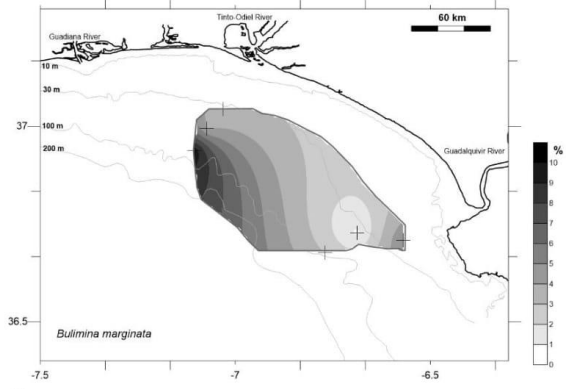 Tinto-Odiel River
60 km
Guadiana River
10 m
30 m
37
100 m
200 m
Guadalquivir River
%
10
9
8
7
6
5
4
3
2
1
0
36.5
Bulimina marginata
-7.5
-7
-6.5